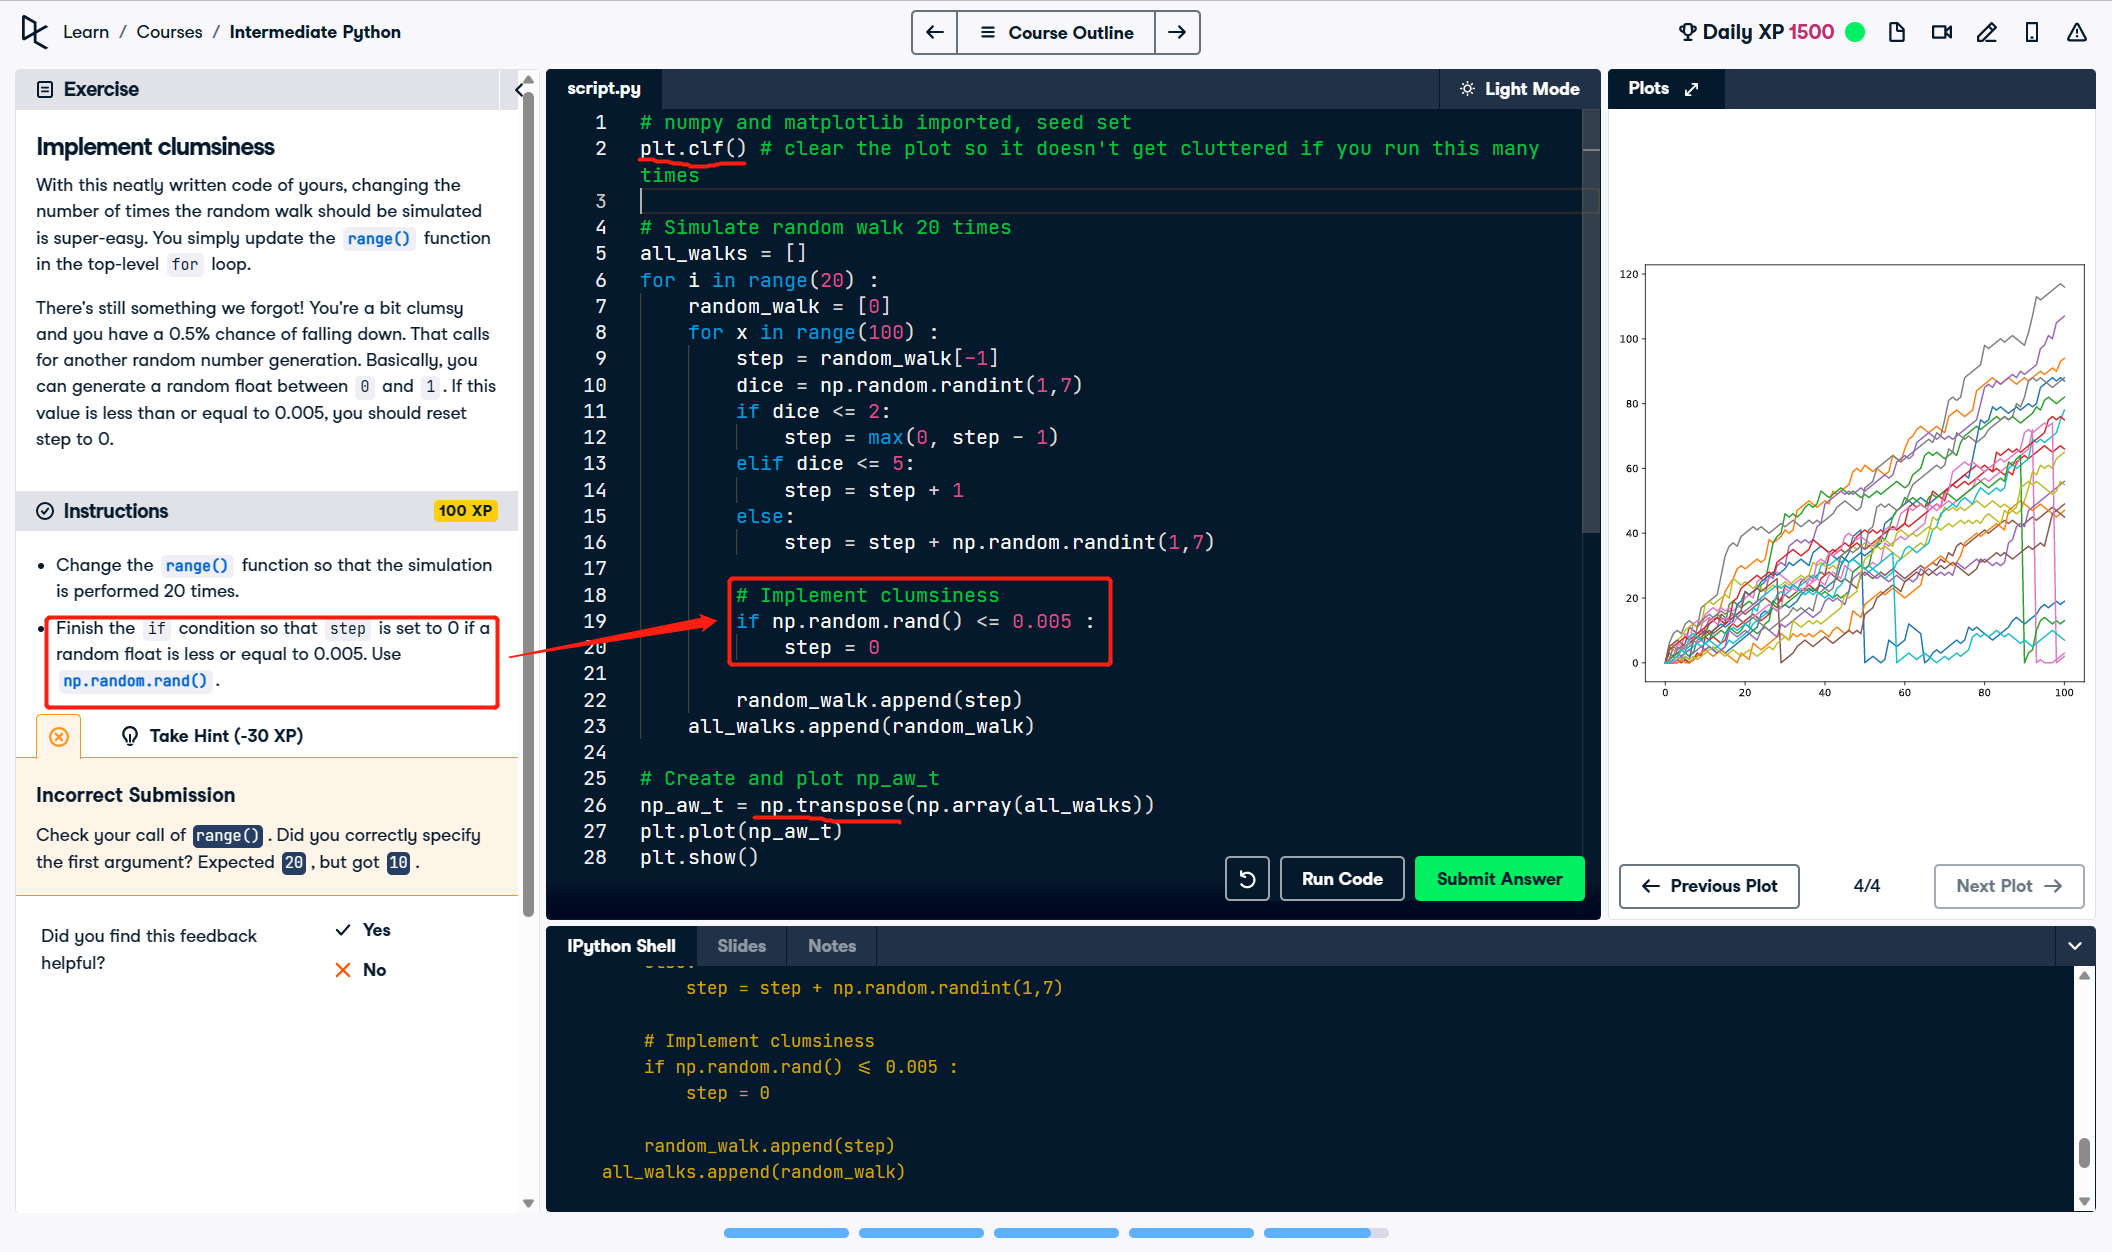 Learn / Courses / Intermediate Python
Course Outline
Daily XP 1500
Exercise
Implement clumsiness
With this neatly written code of yours, changing the
number of times the random walk should be simulated
is super-easy. You simply update the range() function
in the top-level for loop.
There's still something we forgot! You're a bit clumsy
and you have a 0.5% chance of falling down. That calls
for another random number generation. Basically, you
can generate a random float between 0 and 1 . If this
value is less than or equal to 0.005, you should reset
step to 0.
Instructions
100 XP
Change the range() function so that the simulation
is performed 20 times.
Finish the if condition so that step is set to 0 if a
random float is less or equal to 0.005. Use
np.random.rand() .
Take Hint (-30 XP)
Incorrect Submission
Check your call of range() . Did you correctly specify
the first argument? Expected 20 , but got 10 .
Did you find this feedback
helpful?
Yes
No
script.py
Light Mode
1 # numpy and matplotlib imported, seed set
2 plt.clf() # clear the plot so it doesn't get cluttered if you run this many
times
3
4 # Simulate random walk 20 times
5 all_walks = []
6 for i in range(20) :
7 random_walk = [0]
8 for x in range(100) :
9 step = random_walk[-1]
10 dice = np.random.randint(1,7)
11 if dice <= 2:
12 step = max(0, step - 1)
13 elif dice <= 5:
14 step = step + 1
15 else:
16 step = step + np.random.randint(1,7)
17
18 # Implement clumsiness
19 if np.random.rand() <= 0.005 :
20 step = 0
21
22 random_walk.append(step)
23 all_walks.append(random_walk)
24
25 # Create and plot np_aw_t
26 np_aw_t = np.transpose(np.array(all_walks))
27 plt.plot(np_aw_t)
28 plt.show()
Run Code
Submit Answer
Plots
120
100
80
60
40
20
0
0 20 40 60 80 100
Previous Plot
4/4
Next Plot
IPython Shell
Slides
Notes
else:
step = step + np.random.randint(1,7)
# Implement clumsiness
if np.random.rand() <= 0.005 :
step = 0
random_walk.append(step)
all_walks.append(random_walk)